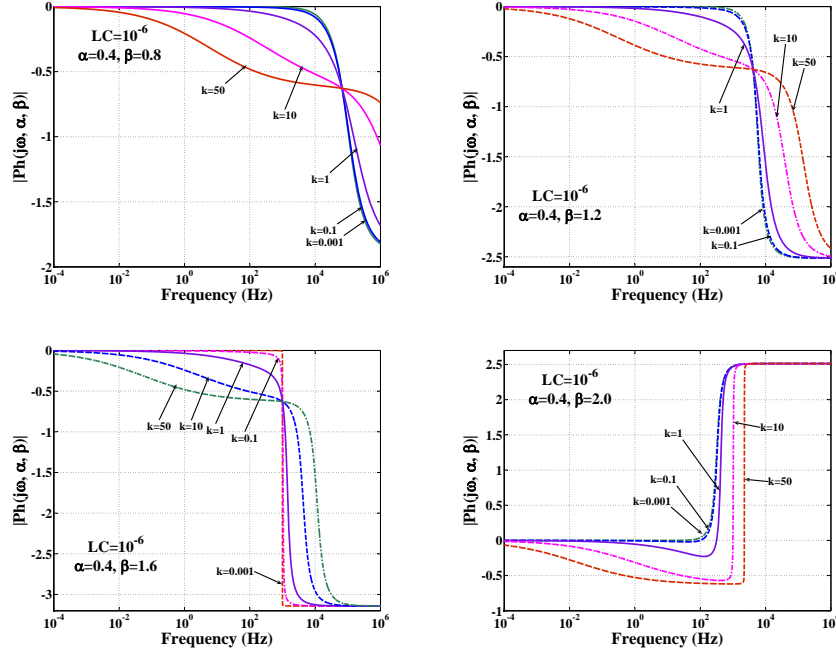 |Ph(jω, α, β)|
0
-0.5
-1
-1.5
-2
LC=10^-6
α=0.4, β=0.8
k=50
k=10
k=1
k=0.1
k=0.001
10^-4
10^-2
10^0
10^2
10^4
10^6
Frequency (Hz)
|Ph(jω, α, β)|
0
-0.5
-1
-1.5
-2
-2.5
k=10
k=50
k=1
LC=10^-6
α=0.4, β=1.2
k=0.001
k=0.1
10^-4
10^-2
10^0
10^2
10^4
10^6
Frequency (Hz)
|Ph(jω, α, β)|
0
-0.5
-1
-1.5
-2
-2.5
-3
k=50
k=10
k=1
k=0.1
LC=10^-6
α=0.4, β=1.6
k=0.001
10^-4
10^-2
10^0
10^2
10^4
10^6
Frequency (Hz)
|Ph(jω, α, β)|
2.5
2
1.5
1
0.5
0
-0.5
-1
LC=10^-6
α=0.4, β=2.0
k=10
k=1
k=0.1
k=50
k=0.001
10^-4
10^-2
10^0
10^2
10^4
10^6
Frequency (Hz)